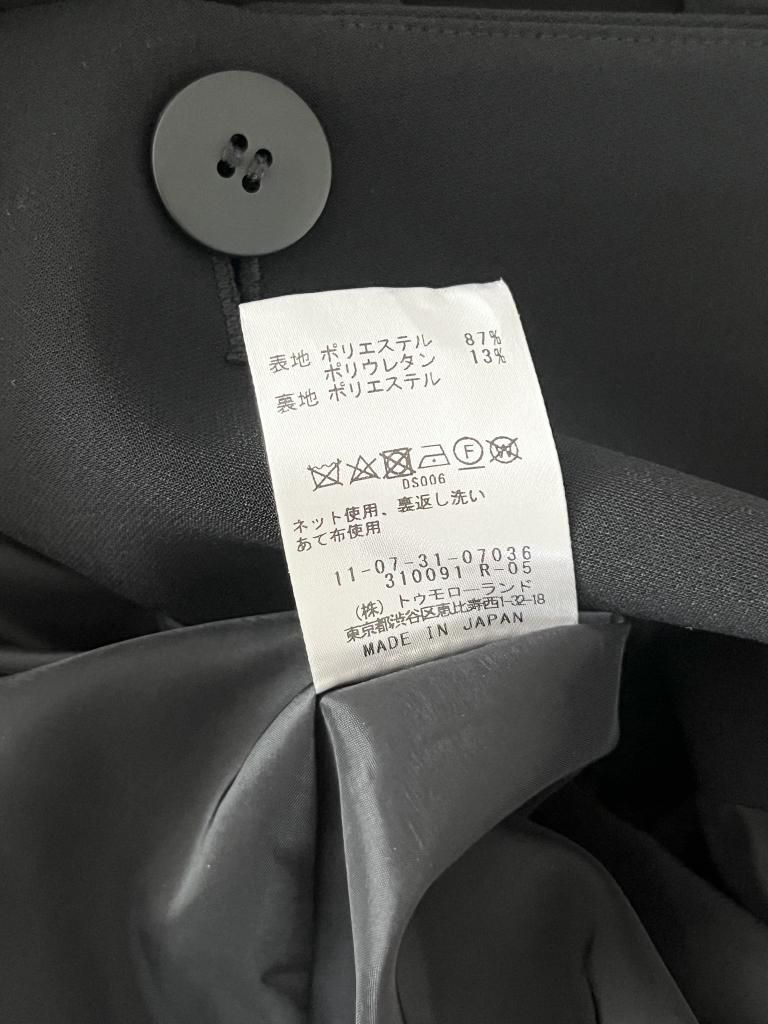 表地 ポリエステル 87%
ポリウレタン 13%
裏地 ポリエステル
F W
DS006
ネット使用、裏返し洗い
あて布使用
11-07-31-07036
310091 R-05
(株) トゥモローランド
東京都渋谷区恵比寿西1-32-18
MADE IN JAPAN